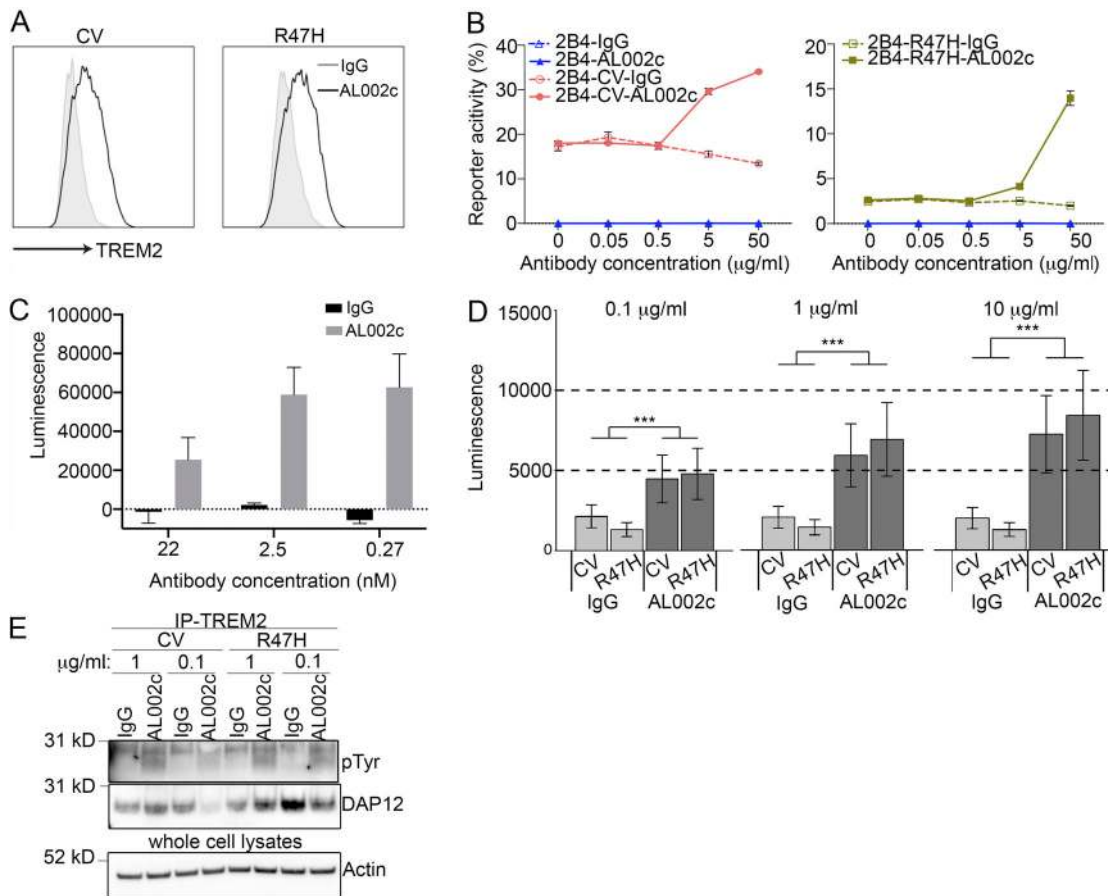 A
CV
R47H
IgG
AL002c
TREM2
B
2B4-IgG
2B4-AL002c
2B4-CV-IgG
2B4-CV-AL002c
Reporter acitivity (%)
40
30
20
10
0
0 0.05 0.5 5 50
Antibody concentration (μg/ml)
2B4-R47H-IgG
2B4-R47H-AL002c
20
15
10
5
0
0 0.05 0.5 5 50
Antibody concentration (μg/ml)
C
IgG
AL002c
Luminescence
100000
80000
60000
40000
20000
0
22 2.5 0.27
Antibody concentration (nM)
D
0.1 μg/ml 1 μg/ml 10 μg/ml
Luminescence
15000
10000
5000
0
*** *** ***
CV R47H CV R47H CV R47H CV R47H CV R47H CV R47H
IgG AL002c IgG AL002c IgG AL002c
E
IP-TREM2
CV R47H
μg/ml: 1 0.1 1 0.1
IgG AL002c IgG AL002c IgG AL002c IgG AL002c
31 kD
pTyr
31 kD
DAP12
whole cell lysates
52 kD
Actin